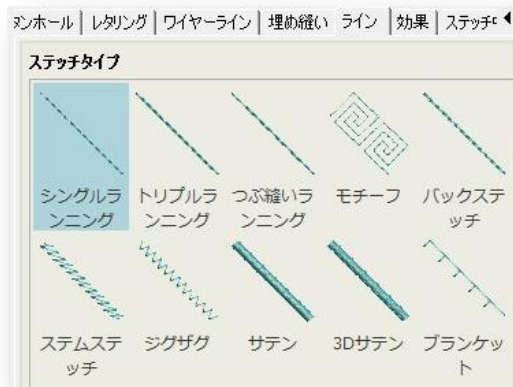 ンホール レタリング ワイヤーライン 埋め縫い ライン 効果 ステッチ
ステッチタイプ
シングルラ トリプルラ つぶ縫いラ モチーフ バックステ
ンニング ンニング ンニング ッチ
ステムステ ジグザグ サテン 3Dサテン ブランケッ
ッチ ト